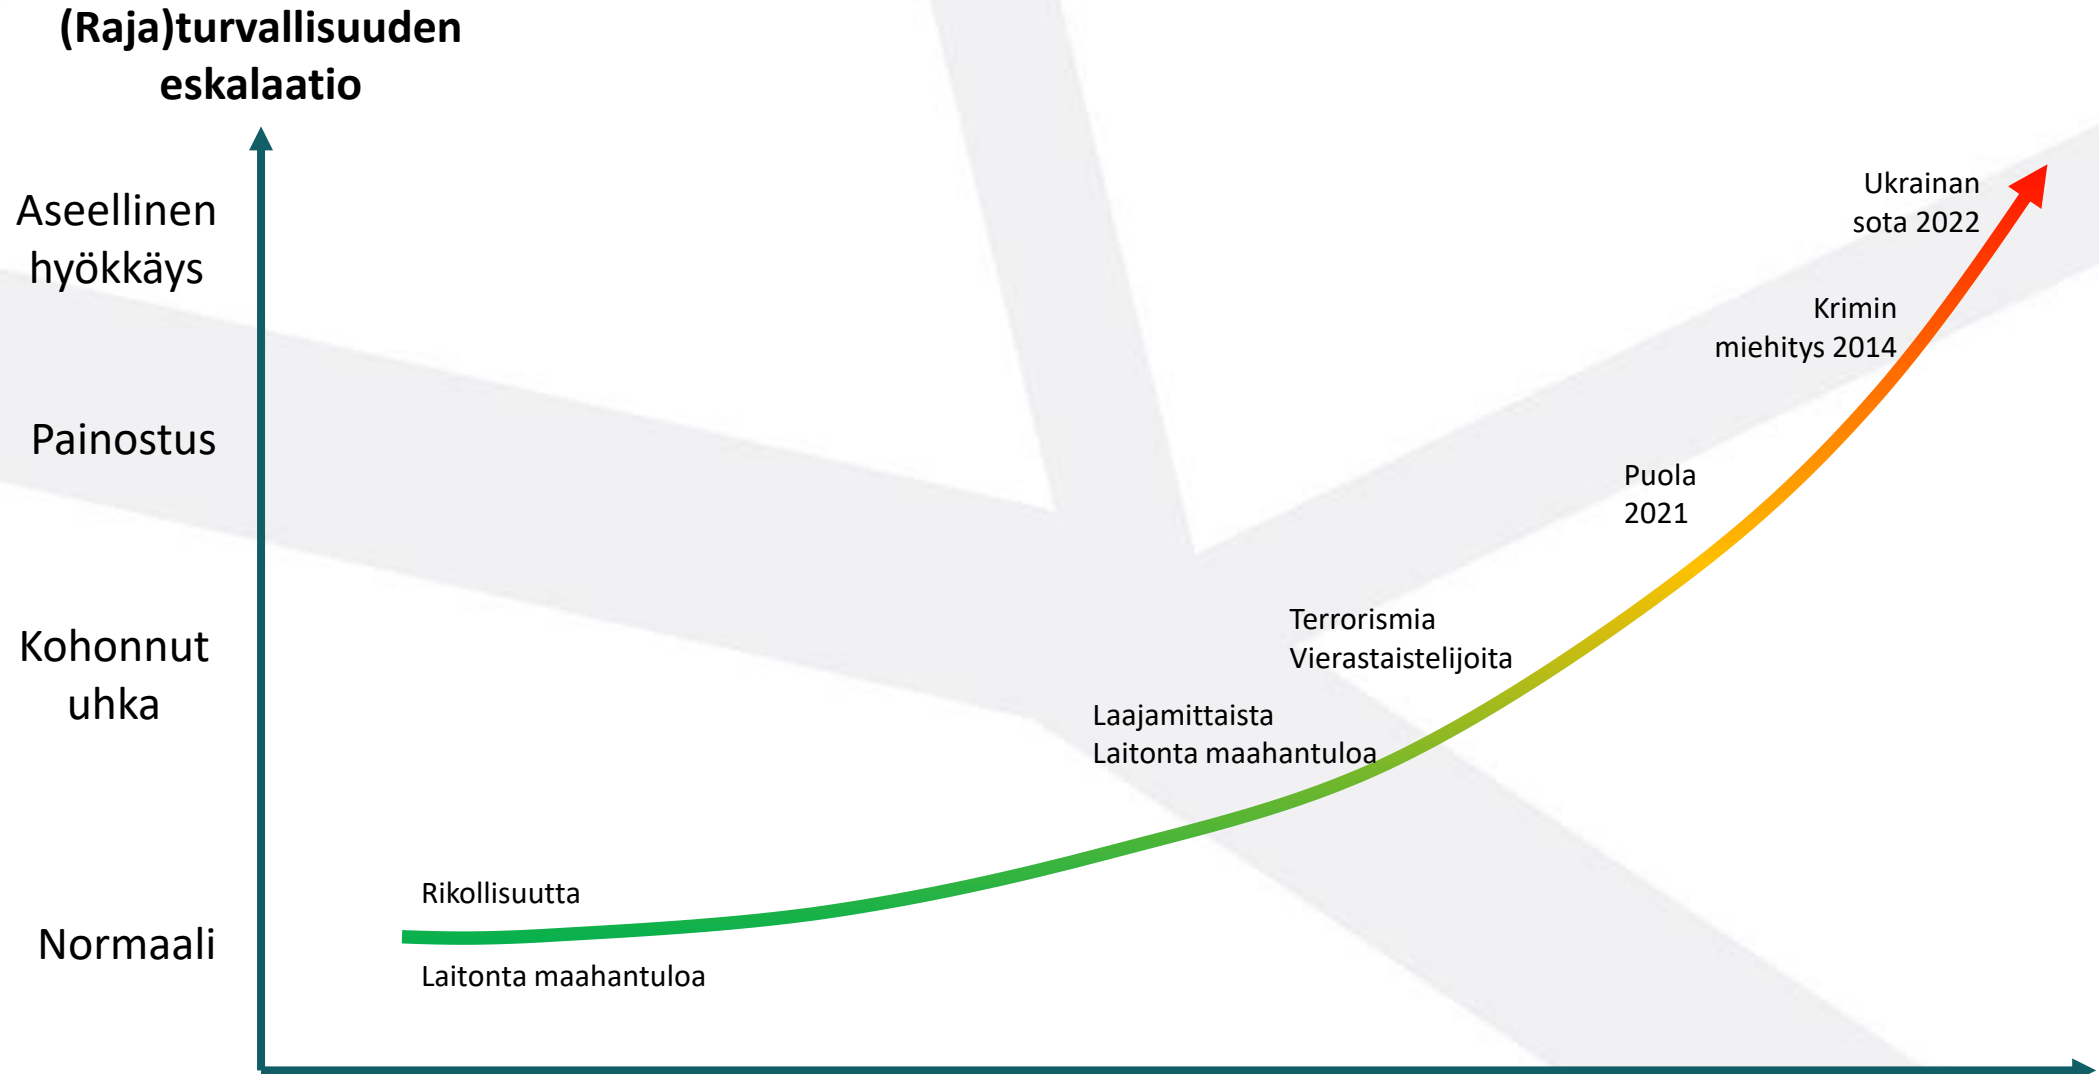 (Raja)turvallisuuden
eskalaatio
Aseellinen
hyökkäys
Painostus
Kohonnut
uhka
Normaali
Ukrainan
sota 2022
Krimin
miehitys 2014
Puola
2021
Terrorismia
Vierastaistelijoita
Laajamittaista
Laitonta maahantuloa
Rikollisuutta
Laitonta maahantuloa